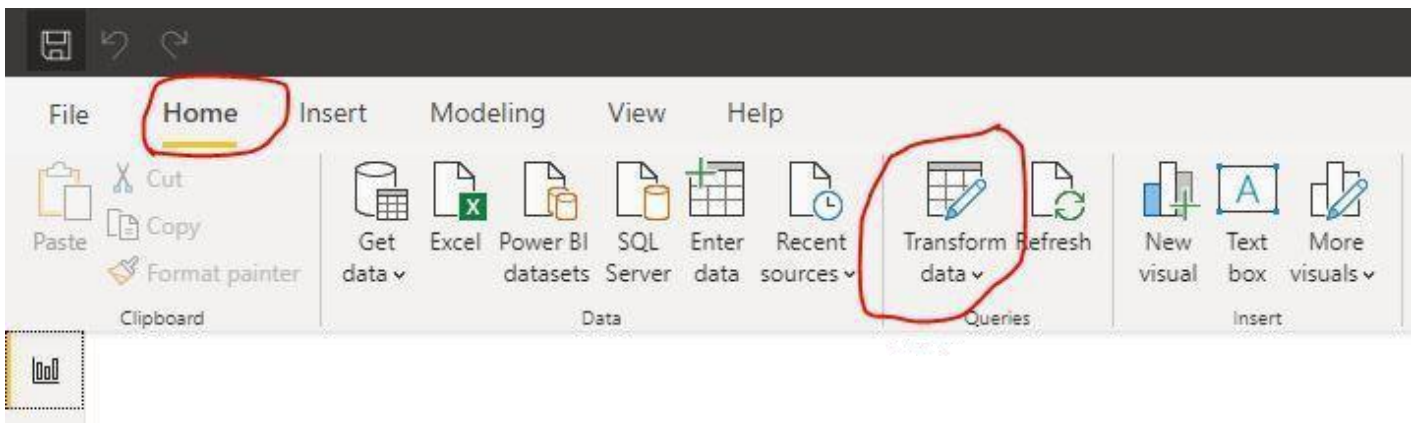 File Home Insert Modeling View Help
Paste
Cut
Copy
Format painter
Clipboard
Get data
Excel
Power BI datasets
SQL Server
Enter data
Recent sources
Data
Transform data
Refresh
Queries
New visual
Text box
A
More visuals
Insert